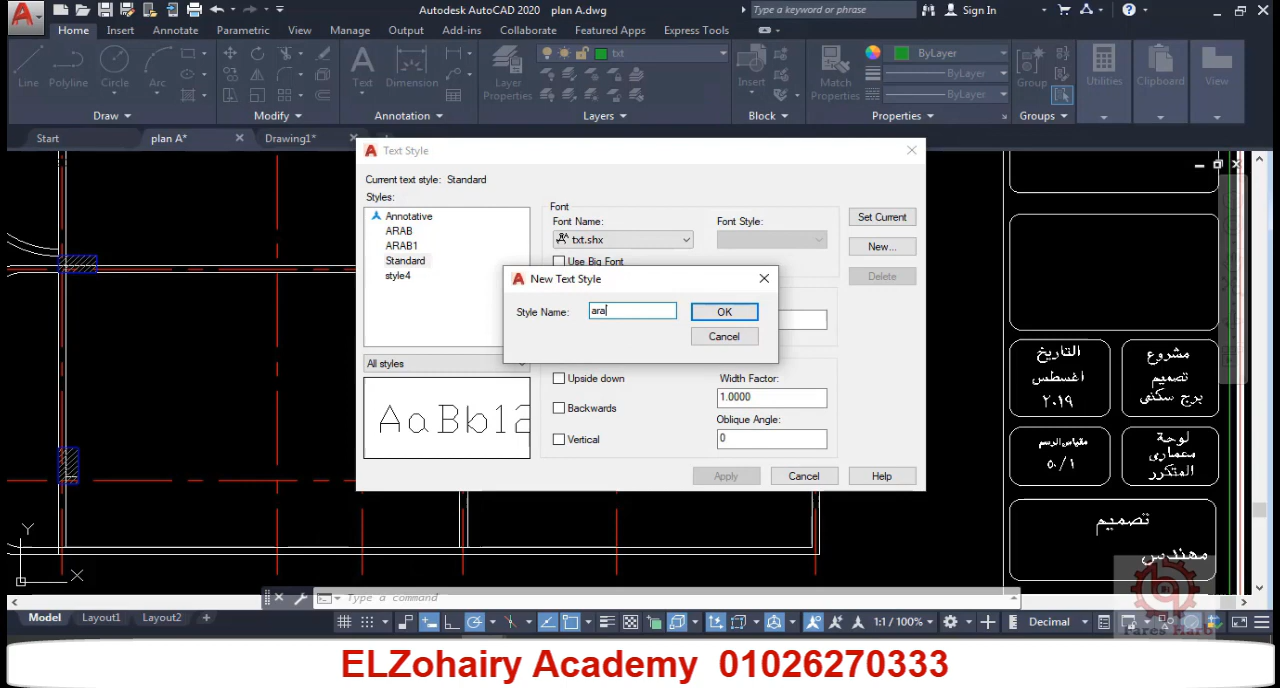 Autodesk AutoCAD 2020 plan A.dwg
Type a keyword or phrase
Sign In
Home
Insert
Annotate
Parametric
View
Manage
Output
Add-ins
Collaborate
Featured Apps
Express Tools
Line
Polyline
Circle
Arc
Text
Dimension
Layer
Properties
txt
Insert
Match
Properties
ByLayer
ByLayer
ByLayer
Group
Utilities
Clipboard
View
Draw
Modify
Annotation
Layers
Block
Properties
Groups
Start
plan A*
Drawing1*
Text Style
Current text style: Standard
Styles:
Annotative
ARAB
ARAB1
Standard
style4
All styles
AaBb12
Font
Font Name:
txt.shx
Font Style:
Use Big Font
Set Current
New...
Delete
New Text Style
Style Name:
ara
OK
Cancel
Upside down
Backwards
Vertical
Width Factor:
1.0000
Oblique Angle:
0
Apply
Cancel
Help
التاريخ
اغسطس
٢٠١٩
مشروع
تصميم
برج سكنى
مقياس الرسم
٥٠/١
لوحة
معمارى
المتكرر
تصميم
مهندس
Y
X
Type a command
Model
Layout1
Layout2
1:1 / 100%
Decimal
Fares Harb
ELZohairy Academy 01026270333